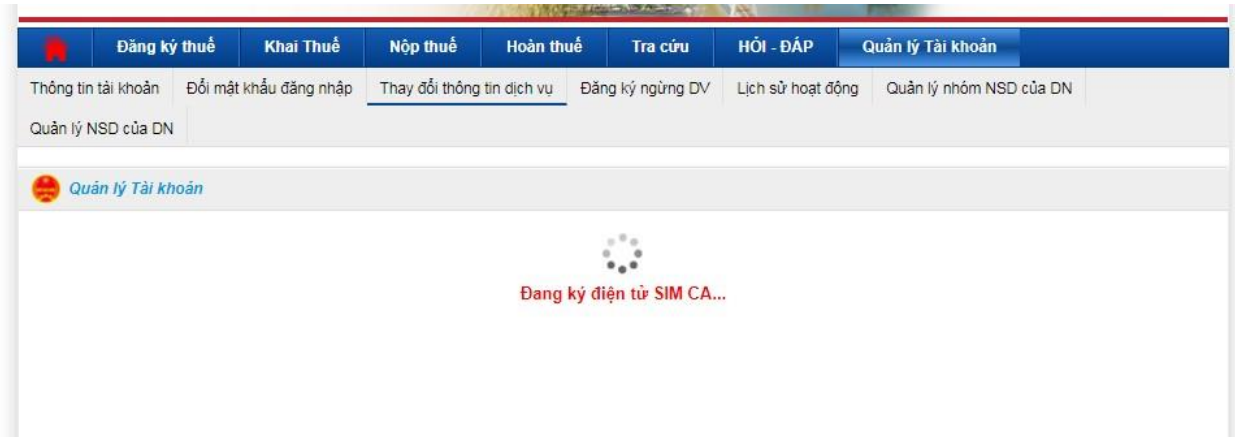 Đăng ký thuế Khai Thuế Nộp thuế Hoàn thuế Tra cứu HỎI - ĐÁP Quản lý Tài khoản
Thông tin tài khoản Đổi mật khẩu đăng nhập Thay đổi thông tin dịch vụ Đăng ký ngừng DV Lịch sử hoạt động Quản lý nhóm NSD của DN
Quản lý NSD của DN
Quản lý Tài khoản
Đang ký điện tử SIM CA...